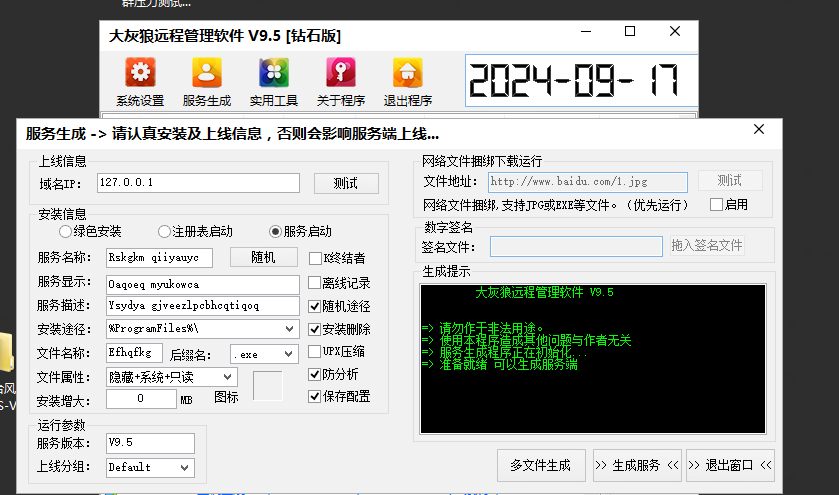 群压力测试...
大灰狼远程管理软件 V9.5 [钻石版]
系统设置 服务生成 实用工具 关于程序 退出程序
2024-09-17
服务生成 -> 请认真安装及上线信息，否则会影响服务端上线...
上线信息
域名IP: 127.0.0.1 测试
安装信息
绿色安装 注册表启动 服务启动
服务名称: Rskgkm qiiyauyc 随机 K终结者
服务显示: Oaqoeq myukowca 离线记录
服务描述: Ysydya gjveezlpcbhcqtiqoq 随机途径
安装途径: %ProgramFiles%\ 安装删除
文件名称: Efhqfkg 后缀名: .exe UPX压缩
文件属性: 隐藏+系统+只读 防分析
安装增大: 0 MB 图标 保存配置
运行参数
服务版本: V9.5
上线分组: Default
网络文件捆绑下载运行
文件地址: http://www.baidu.com/1.jpg 测试
网络文件捆绑,支持JPG或EXE等文件。（优先运行） 启用
数字签名
签名文件: 拖入签名文件
生成提示
大灰狼远程管理软件 V9.5
=> 请勿作于非法用途。
=> 使用本程序造成其他问题与作者无关
=> 服务生成程序正在初始化...
=> 准备就绪 可以生成服务端
多文件生成 >> 生成服务 << >> 退出窗口 <<